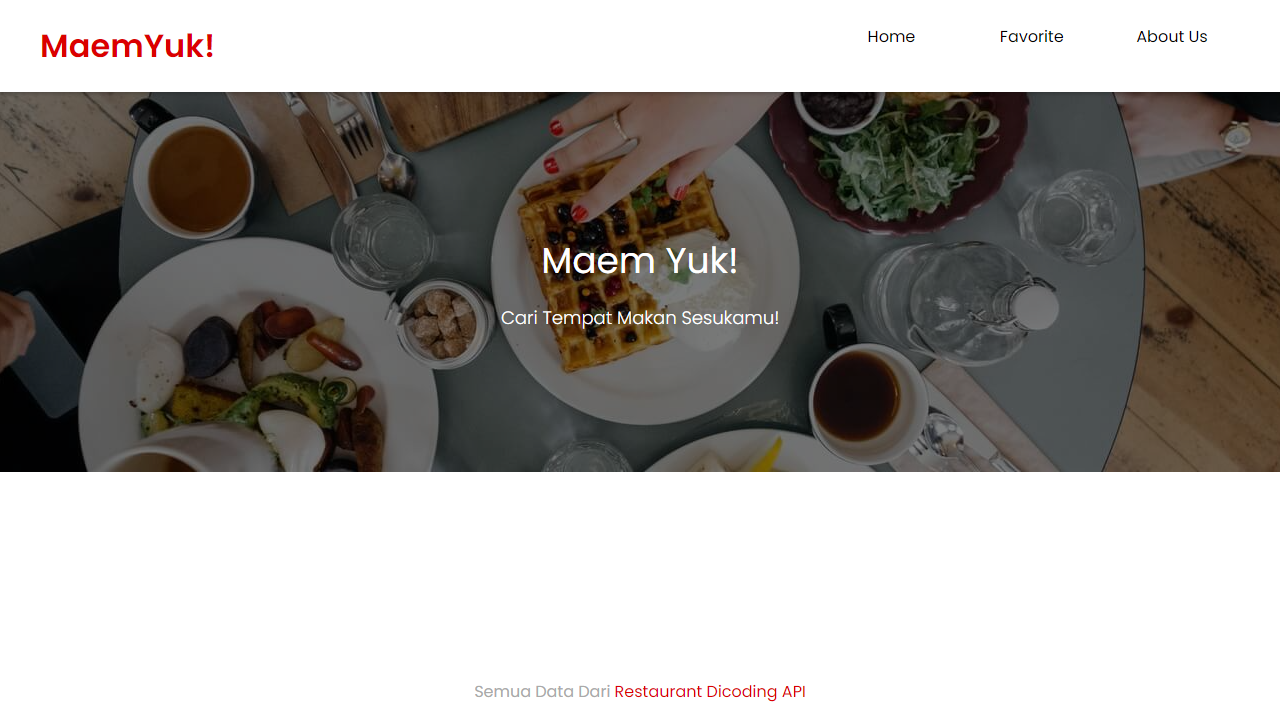 MaemYuk!
Home Favorite About Us
Maem Yuk!
Cari Tempat Makan Sesukamu!
Semua Data Dari Restaurant Dicoding API